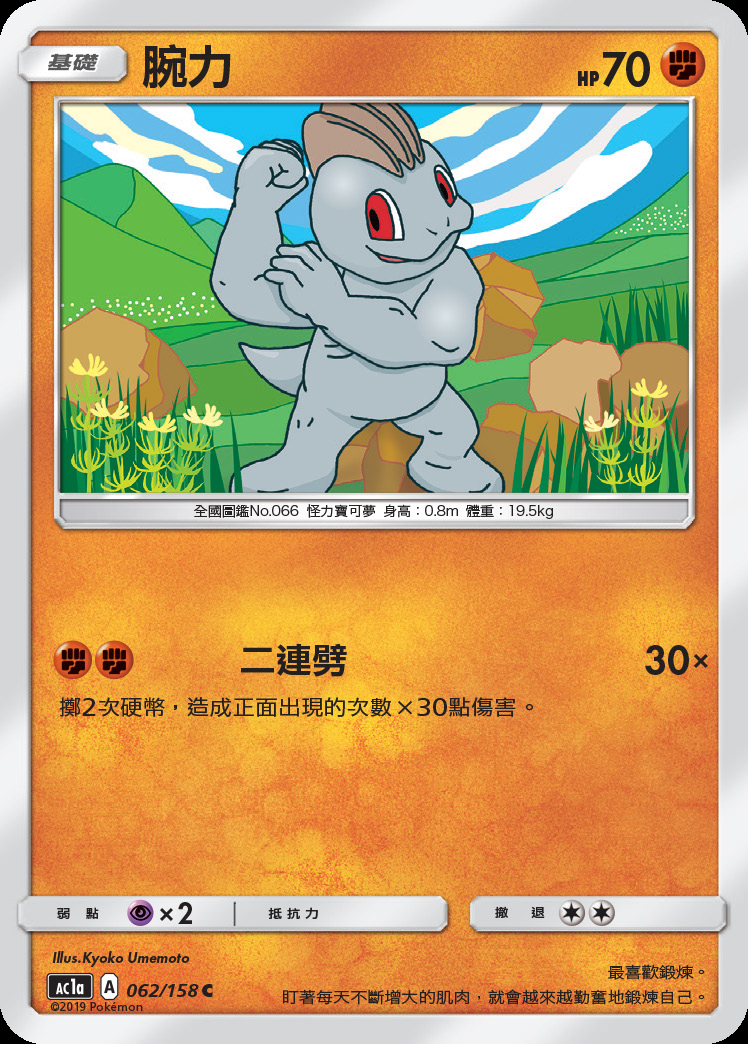 基礎 腕力 HP70
全國圖鑑No.066 怪力寶可夢 身高：0.8m 體重：19.5kg
二連劈 30×
擲2次硬幣，造成正面出現的次數×30點傷害。
弱點 ×2 抵抗力 撤退
Illus.Kyoko Umemoto
最喜歡鍛煉。
AC1a A 062/158 C
盯著每天不斷增大的肌肉，就會越來越勤奮地鍛煉自己。
©2019 Pokémon